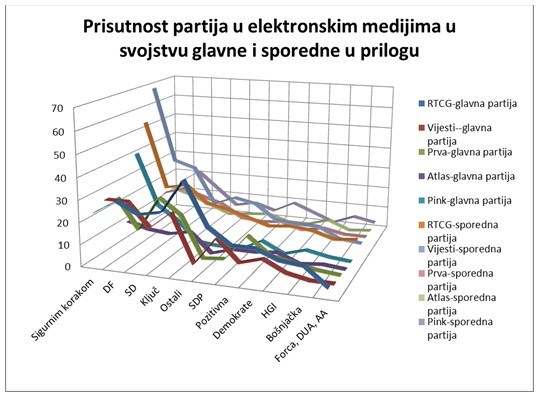 Prisutnost partija u elektronskim medijima u
svojstvu glavne i sporedne u prilogu
70
60
50
40
30
20
10
0
Sigurnim korakom
DF
SD
Ključ
Ostali
SDP
Pozitivna
Demokrate
HGI
Bošnjačka
Forca, DUA, AA
RTCG-glavna partija
Vijesti--glavna
partija
Prva-glavna partija
Atlas-glavna partija
Pink-glavna partija
RTCG-sporedna
partija
Vijesti-sporedna
partija
Prva-sporedna
partija
Atlas-sporedna
partija
Pink-sporedna
partija